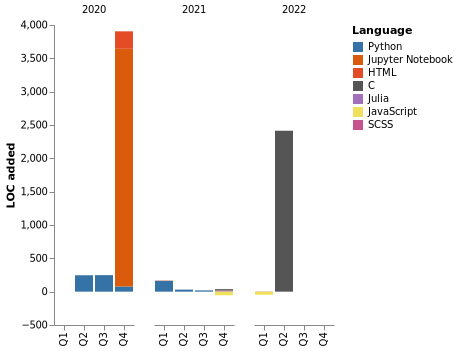 2020 2021 2022
Language
Python
Jupyter Notebook
HTML
C
Julia
JavaScript
SCSS
LOC added
4,000
3,500
3,000
2,500
2,000
1,500
1,000
500
0
−500
Q1 Q2 Q3 Q4 Q1 Q2 Q3 Q4 Q1 Q2 Q3 Q4